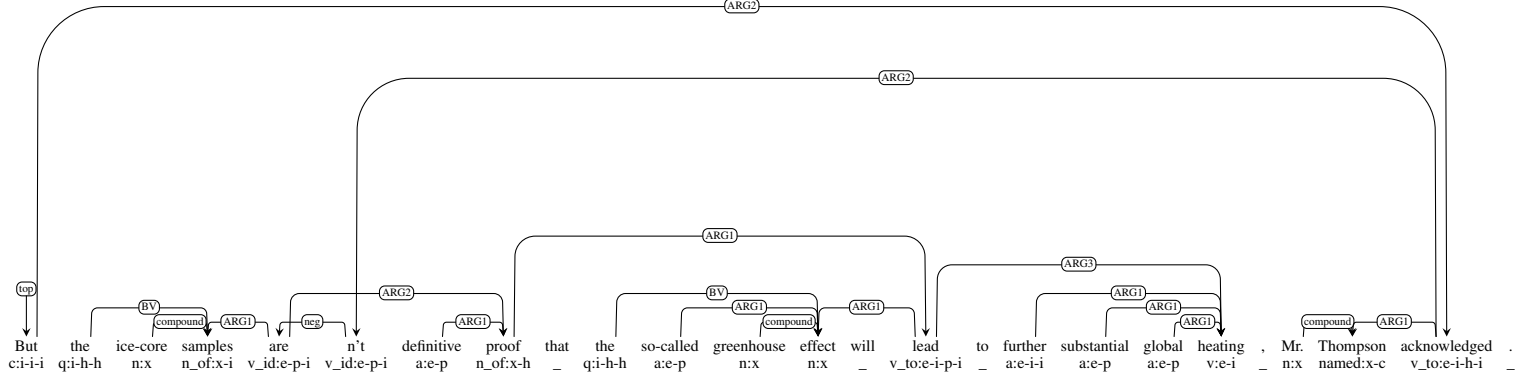 ARG2
ARG2
ARG1
ARG3
top BV ARG2 BV ARG1 ARG1
compound ARG1 neg ARG1 compound ARG1 ARG1 compound ARG1
But the ice-core samples are n't definitive proof that the so-called greenhouse effect will lead to further substantial global heating , Mr. Thompson acknowledged .
c:i-i-i q:i-h-h n:x n_of:x-i v_id:e-p-i v_id:e-p-i a:e-p n_of:x-h _ q:i-h-h a:e-p n:x n:x _ v_to:e-i-p-i _ a:e-i-i a:e-p a:e-p v:e-i _ n:x named:x-c v_to:e-i-h-i _